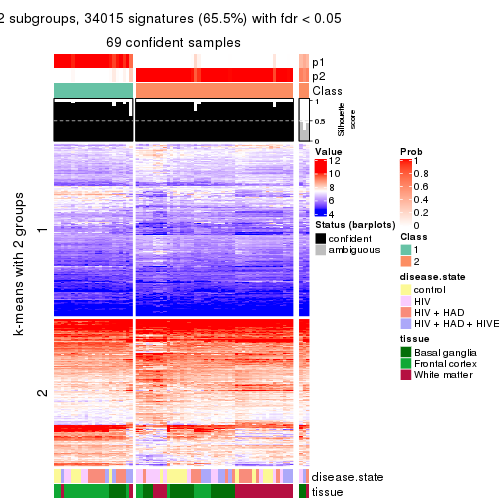 2 subgroups, 34015 signatures (65.5%) with fdr < 0.05
69 confident samples
p1
p2
Class
1
0.5
0
Silhouette
score
k-means with 2 groups
1
2
disease.state
tissue
Value
12
10
8
6
4
Status (barplots)
confident
ambiguous
Prob
1
0.8
0.6
0.4
0.2
0
Class
1
2
disease.state
control
HIV
HIV + HAD
HIV + HAD + HIVE
tissue
Basal ganglia
Frontal cortex
White matter